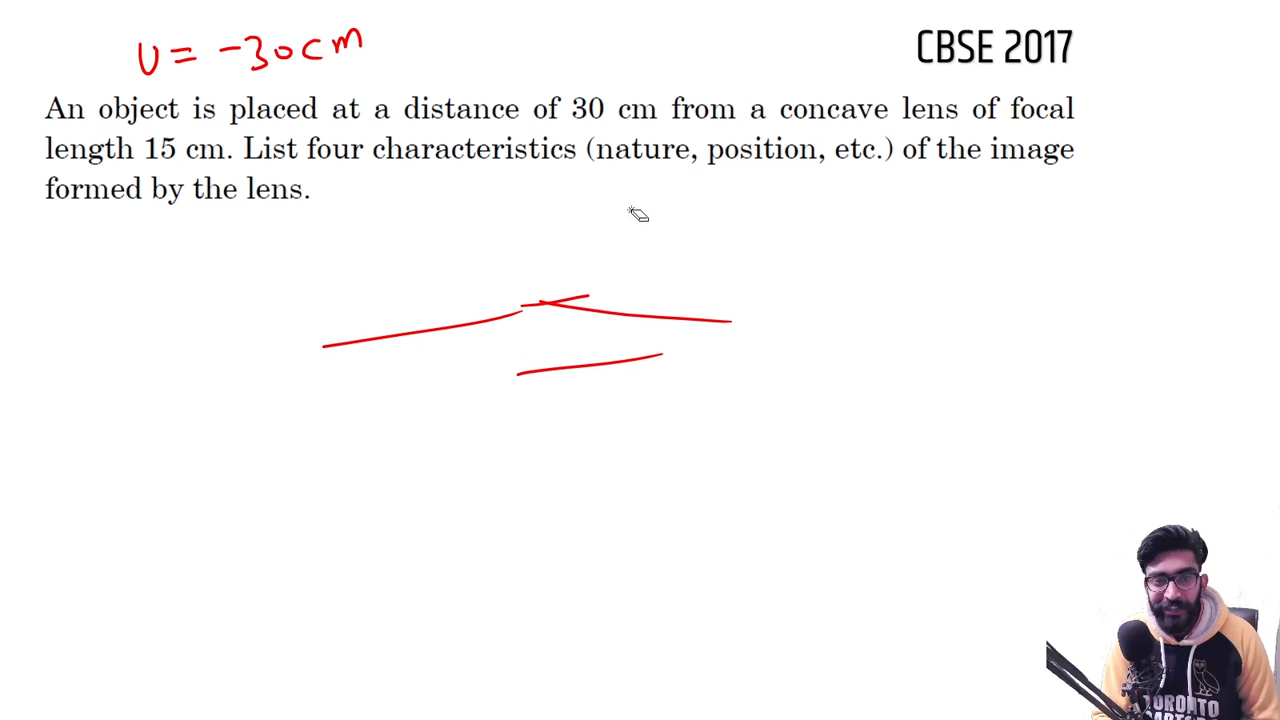 U = -30cm
CBSE 2017
An object is placed at a distance of 30 cm from a concave lens of focal
length 15 cm. List four characteristics (nature, position, etc.) of the image
formed by the lens.
TORONTO